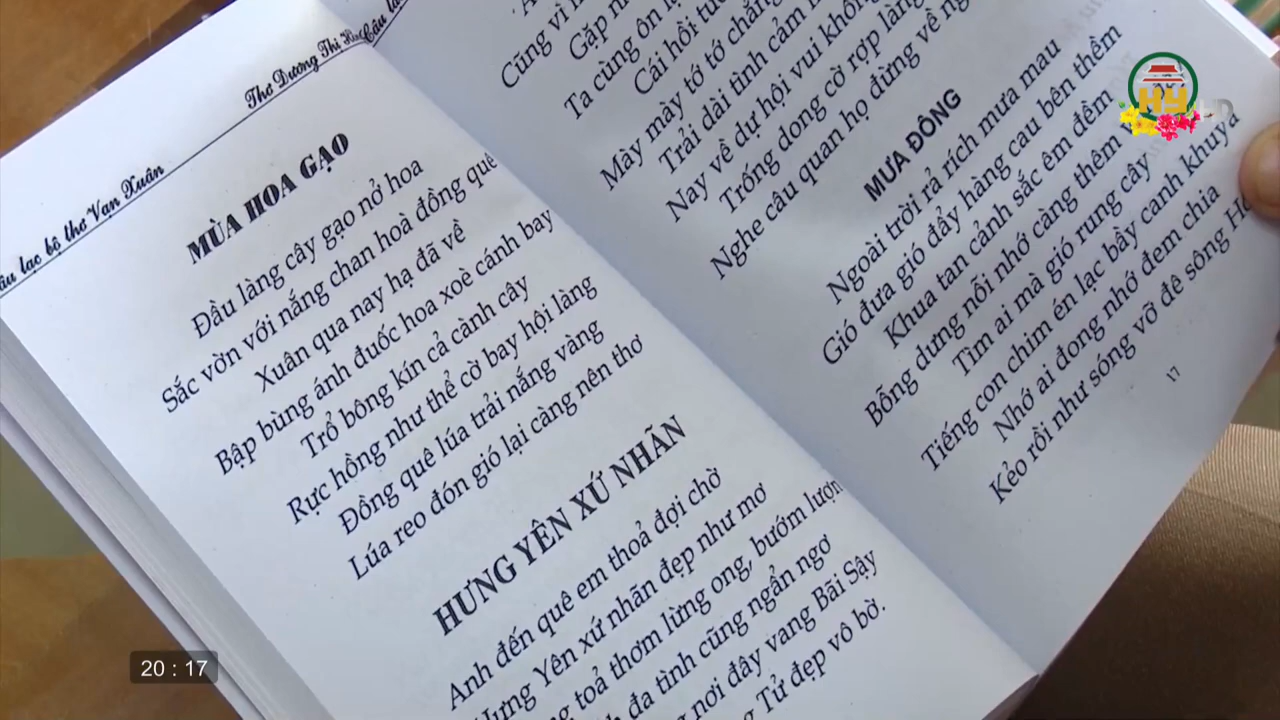 lạc bộ thơ Vạn Xuân
MÙA HOA GẠO
Đầu làng cây gạo nở hoa
Sắc vờn với nắng chan hoà đồng quê
Xuân qua nay hạ đã về
Bập bùng ánh đuốc hoa xoè cánh bay
Trổ bông kín cả cành cây
Rực hồng như thể cờ bay hội làng
Đồng quê lúa trải nắng vàng
Lúa reo đón gió lại càng nên thơ
HƯNG YÊN XỨ NHÃN
Anh đến quê em thoả đợi chờ
Hưng Yên xứ nhãn đẹp như mơ
toả thơm lừng ong, bướm lượn
đa tình cũng ngẩn ngơ
nơi đây vang Bãi Sậy
Tử đẹp vô bờ.
Thơ Dương Thị
Cũng vì
Gặp
Ta cùng ôn
Cái hồi
Mày mày tớ tớ chẳng
Trải dài tình cảm
Nay về dự hội vui không
Trống dong cờ rợp làng
Nghe câu quan họ đừng về
MƯA ĐÔNG
Ngoài trời rả rích mưa mau
Gió đưa gió đẩy hàng cau bên thềm
Khua tan cảnh sắc êm đềm
Bỗng dưng nỗi nhớ càng thêm
Tìm ai mà gió rung cây
Tiếng con chim én lạc bầy canh khuya
Nhớ ai đong nhớ đem chia
Kẻo rồi như sóng vỗ đê sông
17
HY HD
20 : 17